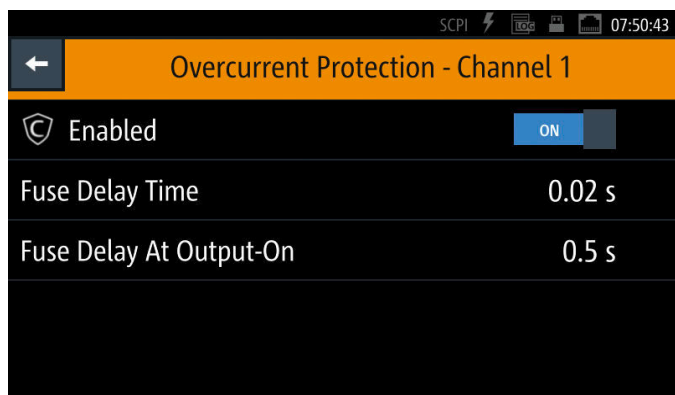 SCPI LOG 07:50:43
Overcurrent Protection - Channel 1
C Enabled ON
Fuse Delay Time 0.02 s
Fuse Delay At Output-On 0.5 s